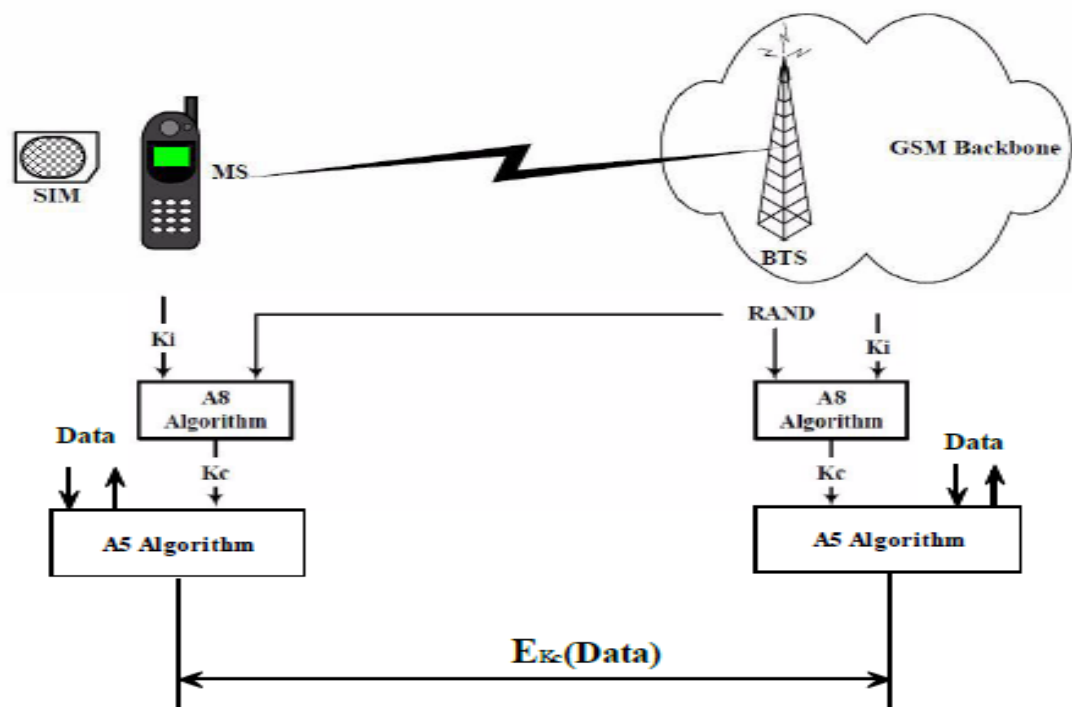 GSM Backbone
MS
SIM
BTS
RAND
Ki
Ki
A8
Algorithm
A8
Algorithm
Data
Data
Kc
Kc
A5 Algorithm
A5 Algorithm
EKc(Data)